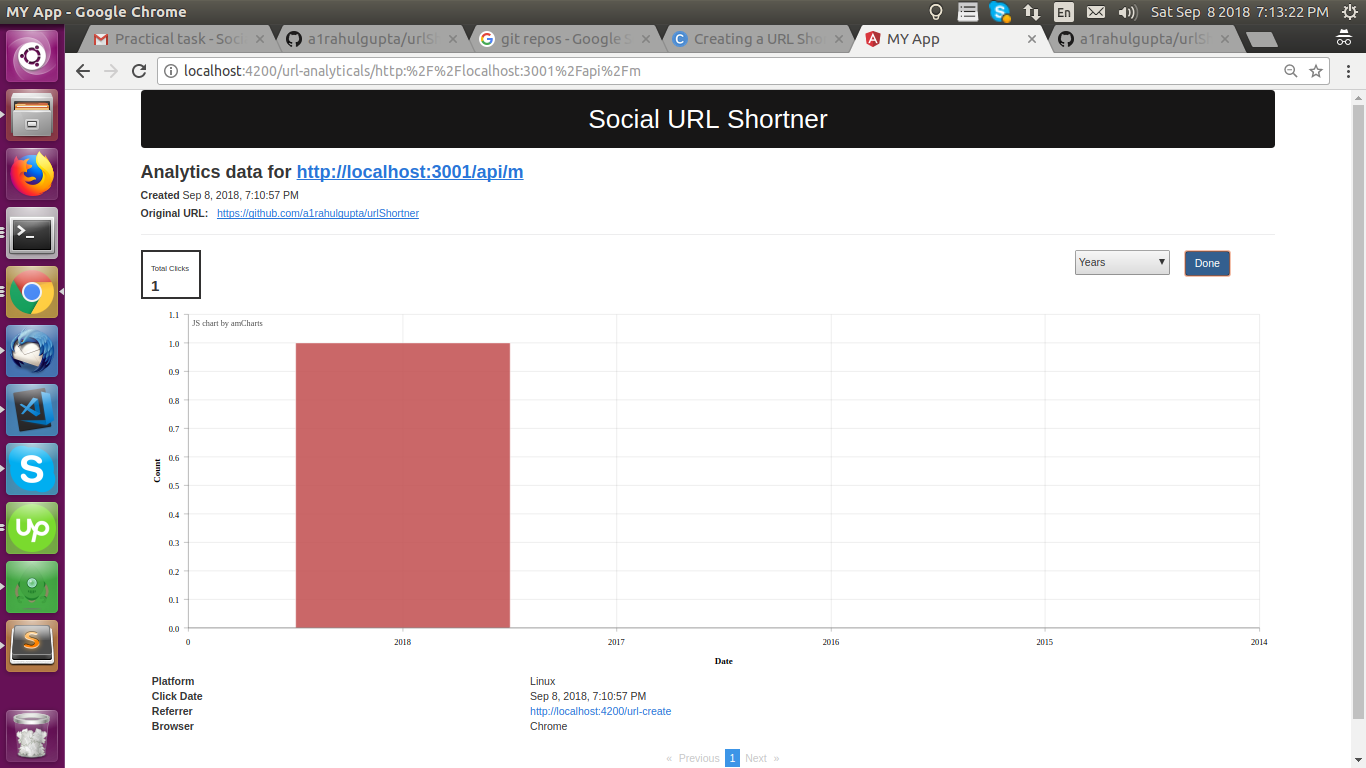 MY App - Google Chrome
En
Sat Sep 8 2018 7:13:22 PM
Practical task - Soci
a1rahulgupta/urlSh
git repos - Google S
Creating a URL Sho
MY App
a1rahulgupta/urlSh
localhost:4200/url-analyticals/http:%2F%2Flocalhost:3001%2Fapi%2Fm
Social URL Shortner
Analytics data for http://localhost:3001/api/m
Created Sep 8, 2018, 7:10:57 PM
Original URL: https://github.com/a1rahulgupta/urlShortner
Total Clicks
1
Years
Done
JS chart by amCharts
1.1
1.0
0.9
0.8
0.7
0.6
0.5
0.4
0.3
0.2
0.1
0.0
Count
0 2018 2017 2016 2015 2014
Date
Platform Linux
Click Date Sep 8, 2018, 7:10:57 PM
Referrer http://localhost:4200/url-create
Browser Chrome
« Previous 1 Next »